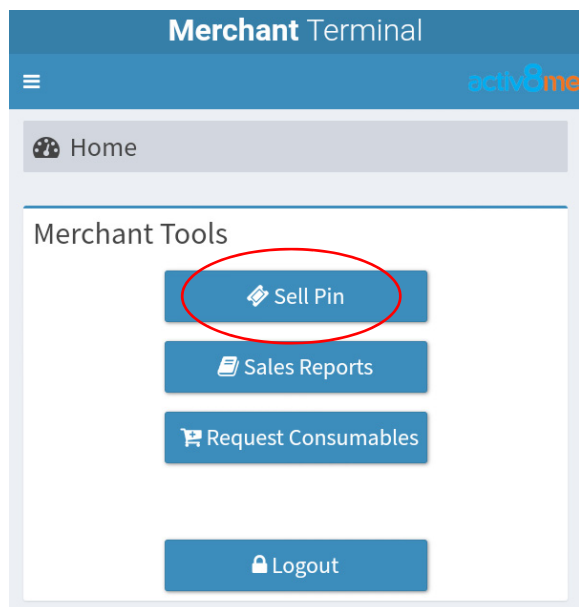 Merchant Terminal
activ8me
Home
Merchant Tools
Sell Pin
Sales Reports
Request Consumables
Logout